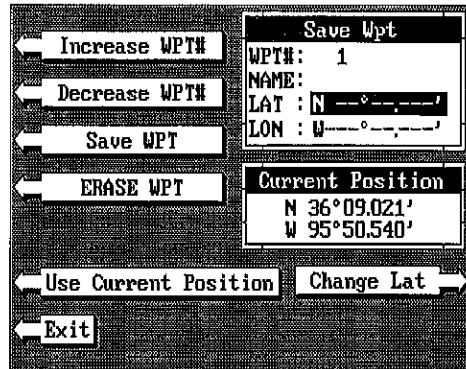 Increase WPT#
Decrease WPT#
Save WPT
ERASE WPT
Save Wpt
WPT#: 1
NAME:
LAT : N --°--.---'
LON : W---°--.---'
Current Position
N 36°09.021'
W 95°50.540'
Use Current Position
Change Lat
Exit